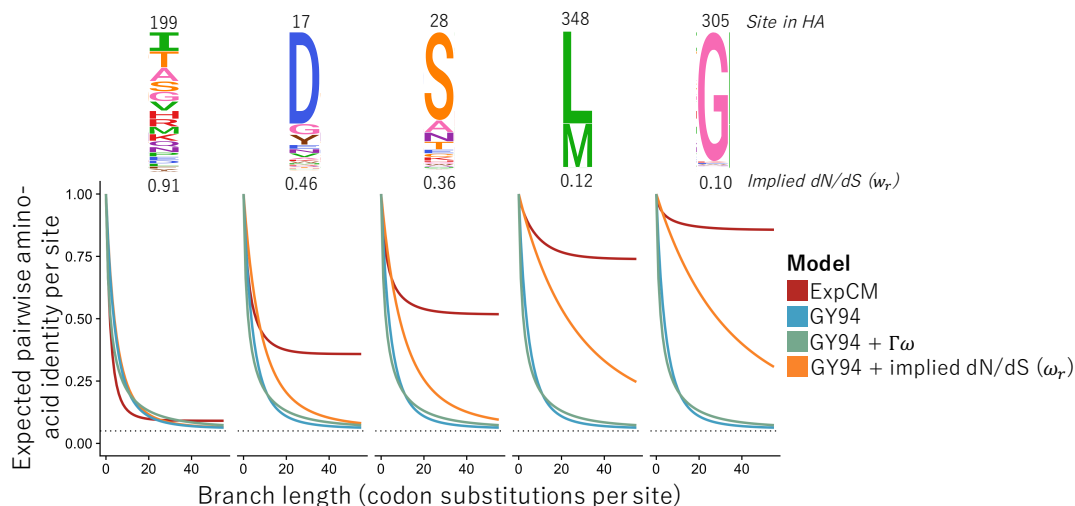 199 17 28 348 305 Site in HA
I D S L G
T G A M
A Y N
S T
G
V
H
R
M
K
Q
N
0.91 0.46 0.36 0.12 0.10 Implied dN/dS (wᵣ)
Expected pairwise amino-
acid identity per site
1.00
0.75
0.50
0.25
0.00
0 20 40 0 20 40 0 20 40 0 20 40 0 20 40
Branch length (codon substitutions per site)
Model
ExpCM
GY94
GY94 + Γω
GY94 + implied dN/dS (ωᵣ)